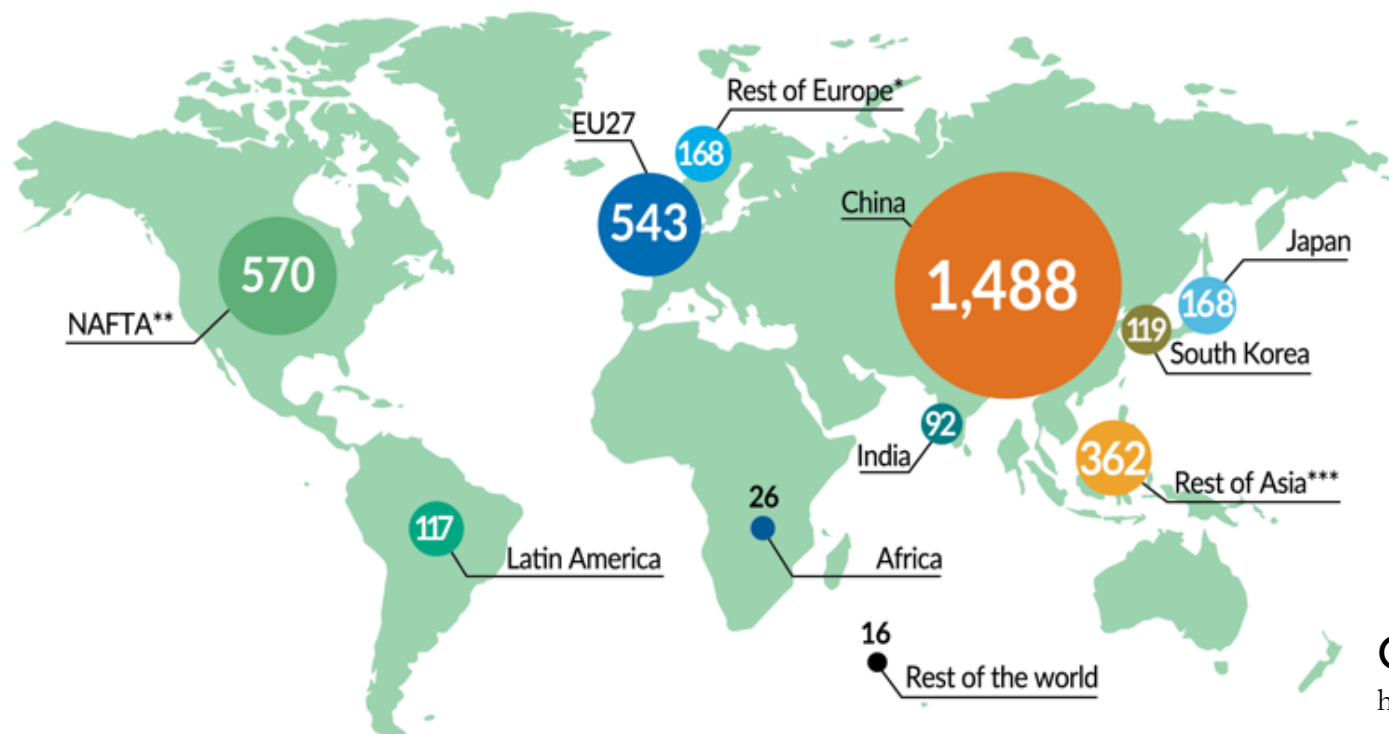 Rest of Europe*
EU27
168
China
543
Japan
570
1,488
168
NAFTA**
119
South Korea
92
India
362
Rest of Asia***
26
117
Latin America
Africa
16
Rest of the world